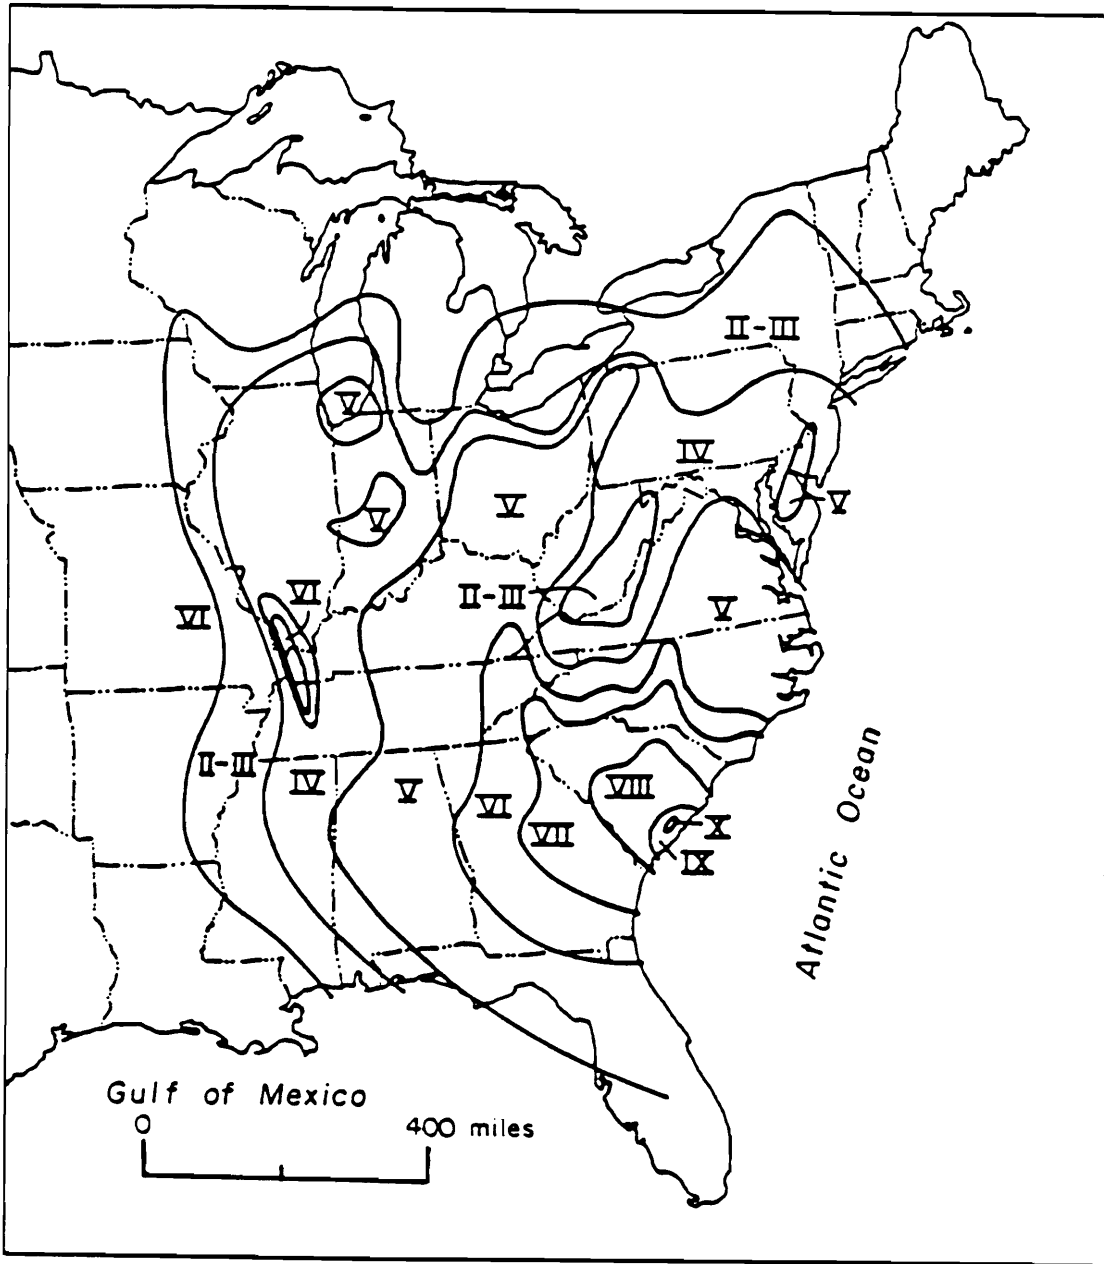 II-III
V
IV
V
V
V
VI
II-III
VI
V
II-III
IV
V
VI
VIII
VII
X
IX
Atlantic Ocean
Gulf of Mexico
0
400 miles